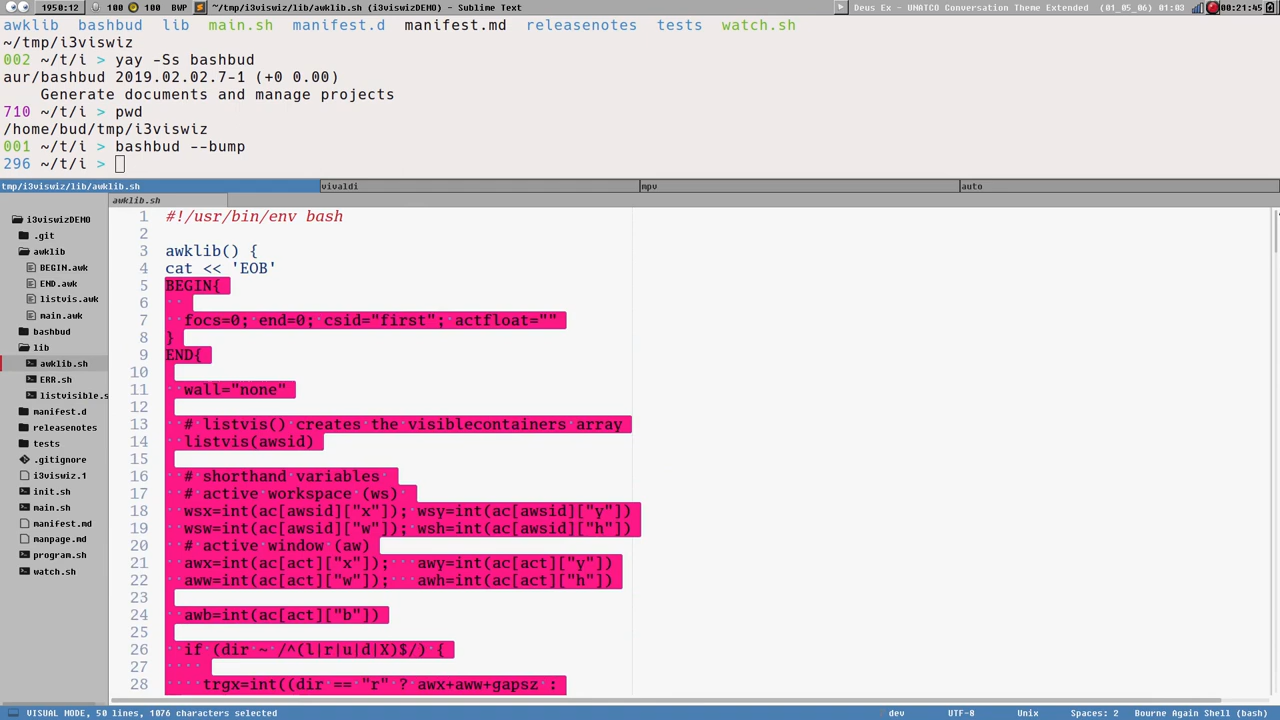 1950:12 100 100 BWP ~/tmp/i3viswiz/lib/awklib.sh (i3viswizDEMO) - Sublime Text Deus Ex - UNATCO Conversation Theme Extended (01_05_06) 01:03 00:21:45
awklib bashbud lib main.sh manifest.d manifest.md releasenotes tests watch.sh
~/tmp/i3viswiz
002 ~/t/i > yay -Ss bashbud
aur/bashbud 2019.02.02.7-1 (+0 0.00)
    Generate documents and manage projects
710 ~/t/i > pwd
/home/bud/tmp/i3viswiz
001 ~/t/i > bashbud --bump
296 ~/t/i >
tmp/i3viswiz/lib/awklib.sh vivaldi mpv auto
awklib.sh
i3viswizDEMO
.git
awklib
BEGIN.awk
END.awk
listvis.awk
main.awk
bashbud
lib
awklib.sh
ERR.sh
listvisible.s
manifest.d
releasenotes
tests
.gitignore
i3viswiz.1
init.sh
main.sh
manifest.md
manpage.md
program.sh
watch.sh
1 #!/usr/bin/env bash
2
3 awklib() {
4 cat << 'EOB'
5 BEGIN{
6
7   focs=0; end=0; csid="first"; actfloat=""
8 }
9 END{
10
11   wall="none"
12
13   # listvis() creates the visiblecontainers array
14   listvis(awsid)
15
16   # shorthand variables
17   # active workspace (ws)
18   wsx=int(ac[awsid]["x"]); wsy=int(ac[awsid]["y"])
19   wsw=int(ac[awsid]["w"]); wsh=int(ac[awsid]["h"])
20   # active window (aw)
21   awx=int(ac[act]["x"]);   awy=int(ac[act]["y"])
22   aww=int(ac[act]["w"]);   awh=int(ac[act]["h"])
23
24   awb=int(ac[act]["b"])
25
26   if (dir ~ /^(l|r|u|d|X)$/) {
27
28     trgx=int((dir == "r" ? awx+aww+gapsz :
VISUAL MODE, 50 lines, 1076 characters selected dev UTF-8 Unix Spaces: 2 Bourne Again Shell (bash)